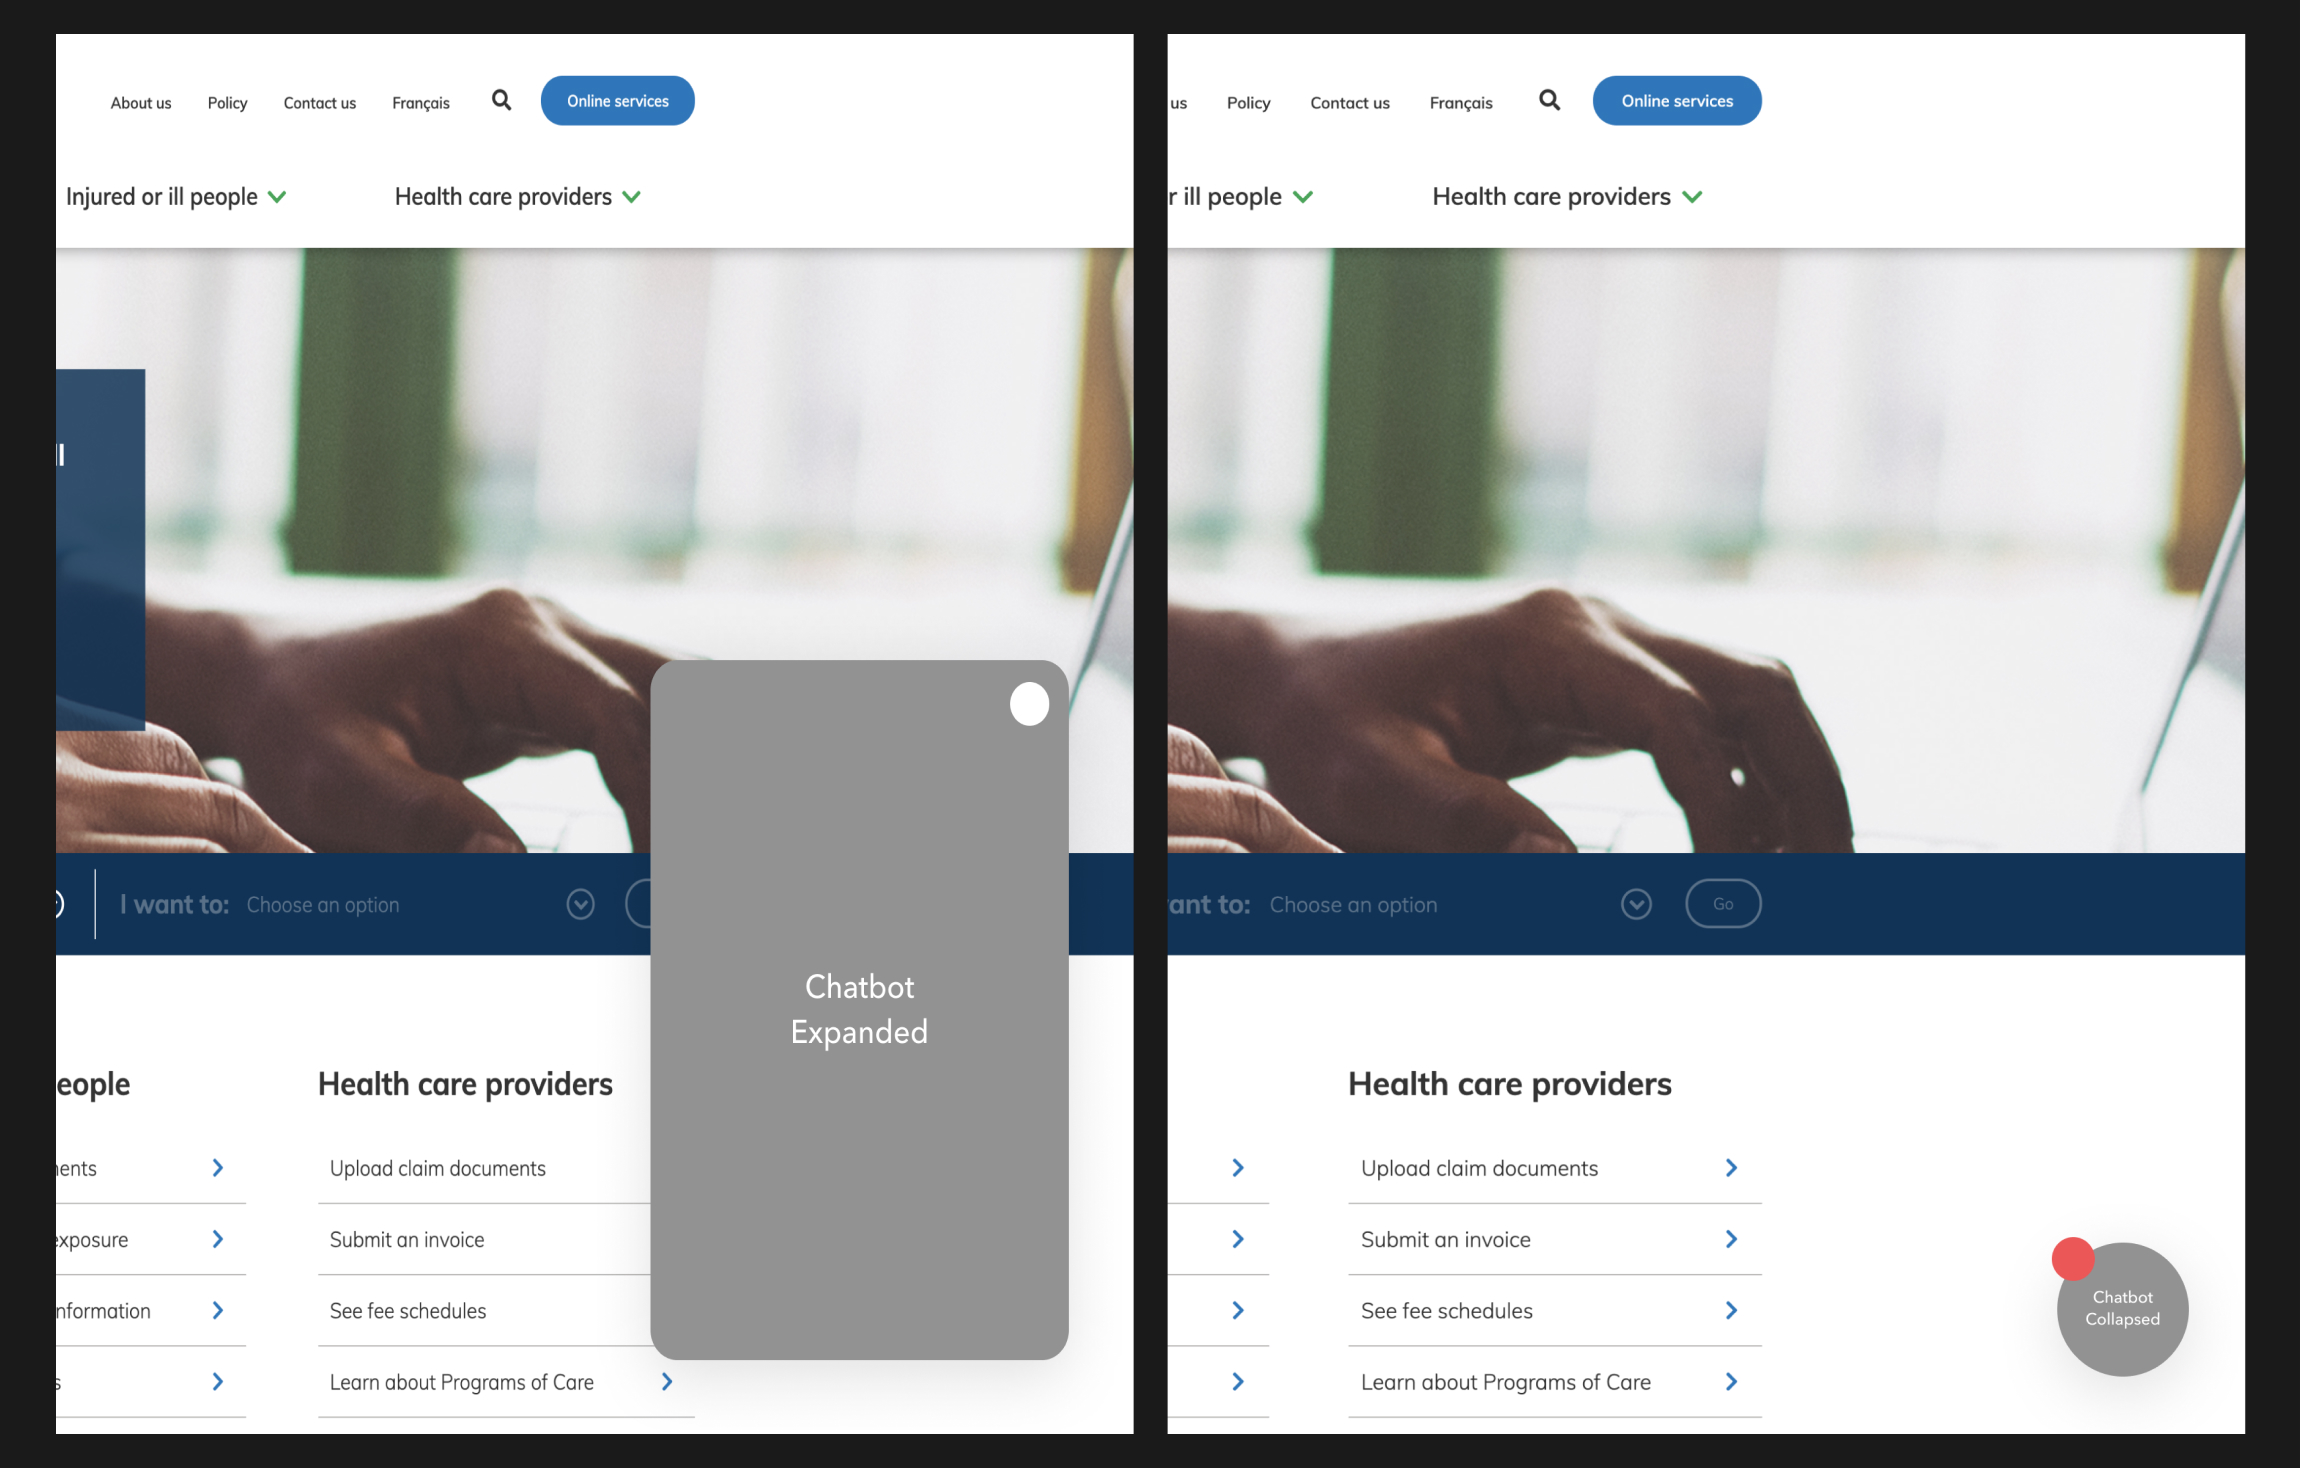 About us Policy Contact us Français Online services
Injured or ill people Health care providers
ll
I want to: Choose an option
Chatbot
Expanded
eople Health care providers
ents Upload claim documents
exposure Submit an invoice
nformation See fee schedules
s Learn about Programs of Care
us Policy Contact us Français Online services
r ill people Health care providers
ant to: Choose an option Go
Health care providers
Upload claim documents
Submit an invoice
See fee schedules
Learn about Programs of Care
Chatbot
Collapsed